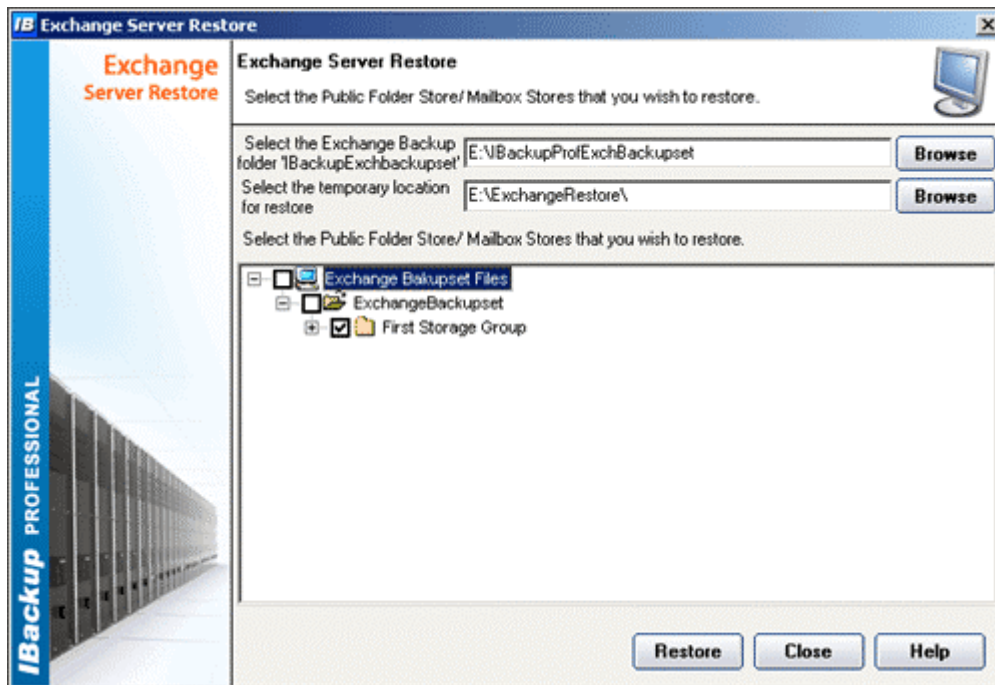 IB Exchange Server Restore
Exchange
Server Restore
IBackup PROFESSIONAL
Exchange Server Restore
Select the Public Folder Store/ Mailbox Stores that you wish to restore.
Select the Exchange Backup
folder 'IBackupExchbackupset'
E:\IBackupProfExchBackupset
Browse
Select the temporary location
for restore
E:\ExchangeRestore\
Browse
Select the Public Folder Store/ Mailbox Stores that you wish to restore.
Exchange Bakupset Files
ExchangeBackupset
First Storage Group
Restore
Close
Help